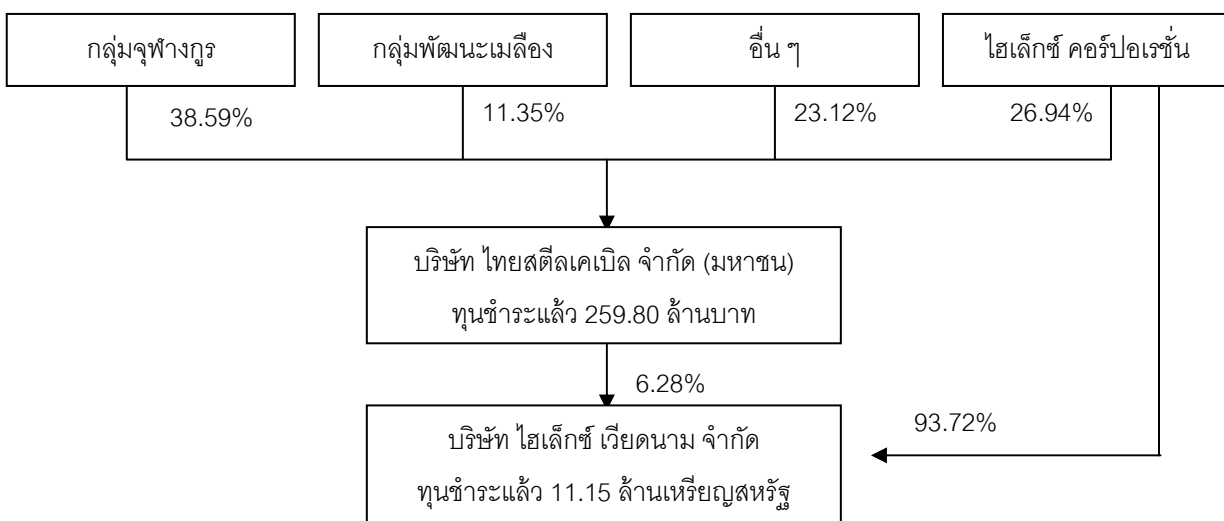 กลุ่มจุฬางกูร
กลุ่มพัฒนะเมลือง
อื่น ๆ
ไฮเล็กซ์ คอร์ปอเรชั่น
38.59%
11.35%
23.12%
26.94%
บริษัท ไทยสตีลเคเบิล จำกัด (มหาชน)
ทุนชำระแล้ว 259.80 ล้านบาท
6.28%
93.72%
บริษัท ไฮเล็กซ์ เวียดนาม จำกัด
ทุนชำระแล้ว 11.15 ล้านเหรียญสหรัฐ